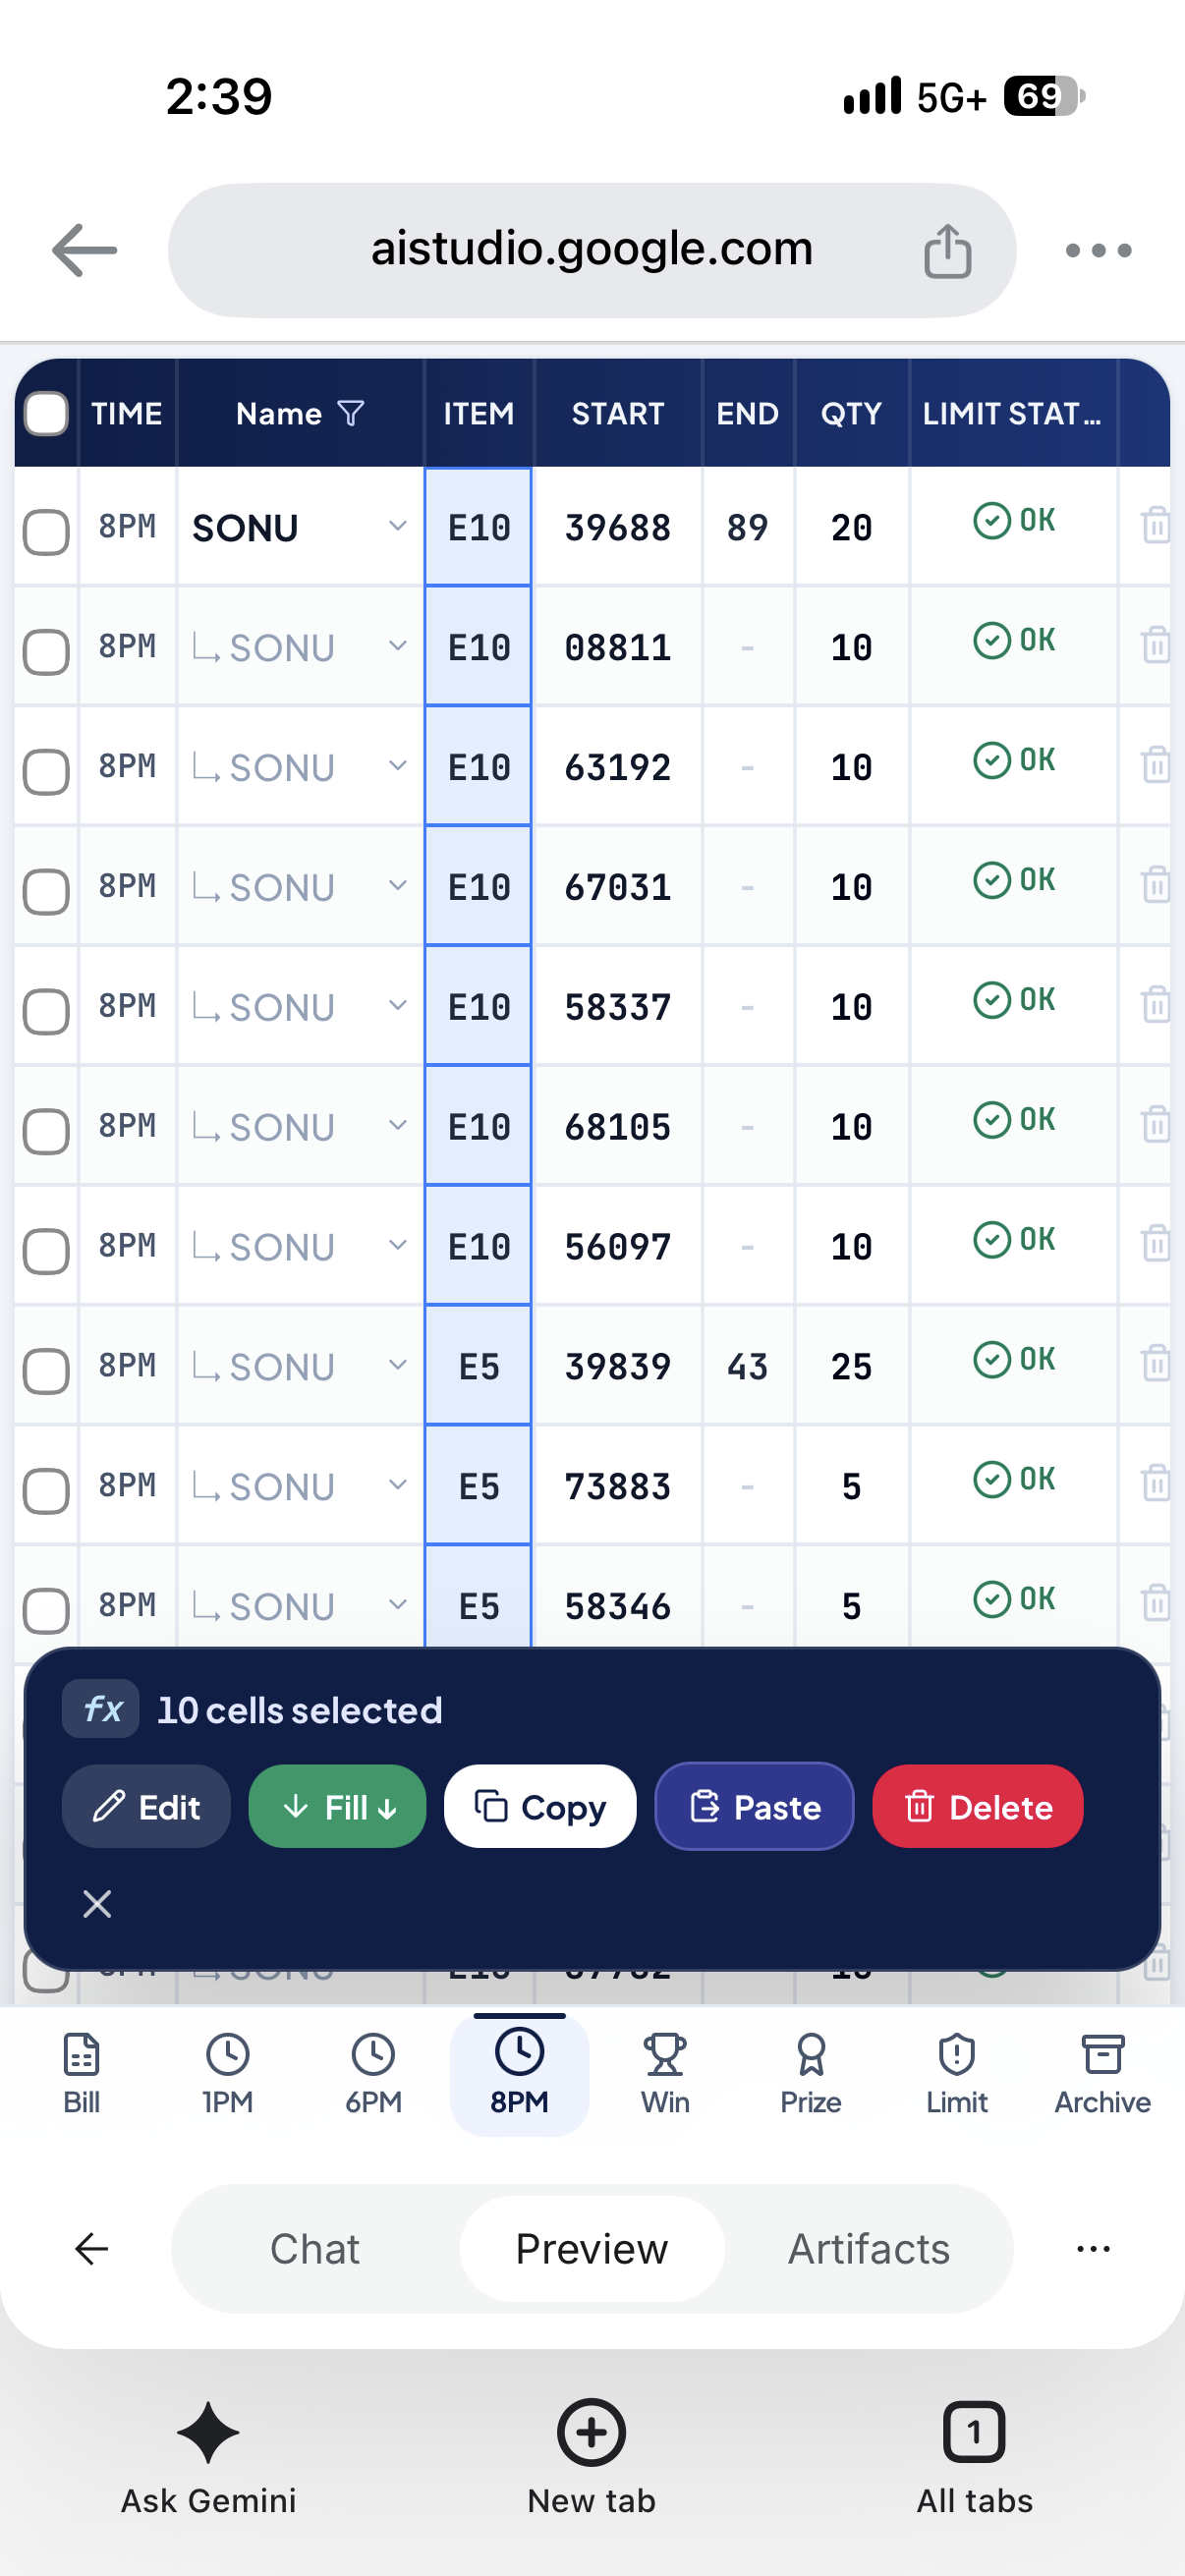 2:39 5G+ 69
aistudio.google.com
TIME Name ITEM START END QTY LIMIT STAT...
8PM SONU E10 39688 89 20 OK
8PM SONU E10 08811 - 10 OK
8PM SONU E10 63192 - 10 OK
8PM SONU E10 67031 - 10 OK
8PM SONU E10 58337 - 10 OK
8PM SONU E10 68105 - 10 OK
8PM SONU E10 56097 - 10 OK
8PM SONU E5 39839 43 25 OK
8PM SONU E5 73883 - 5 OK
8PM SONU E5 58346 - 5 OK
fx 10 cells selected
Edit Fill ↓ Copy Paste Delete
Bill 1PM 6PM 8PM Win Prize Limit Archive
Chat Preview Artifacts
1
Ask Gemini New tab All tabs